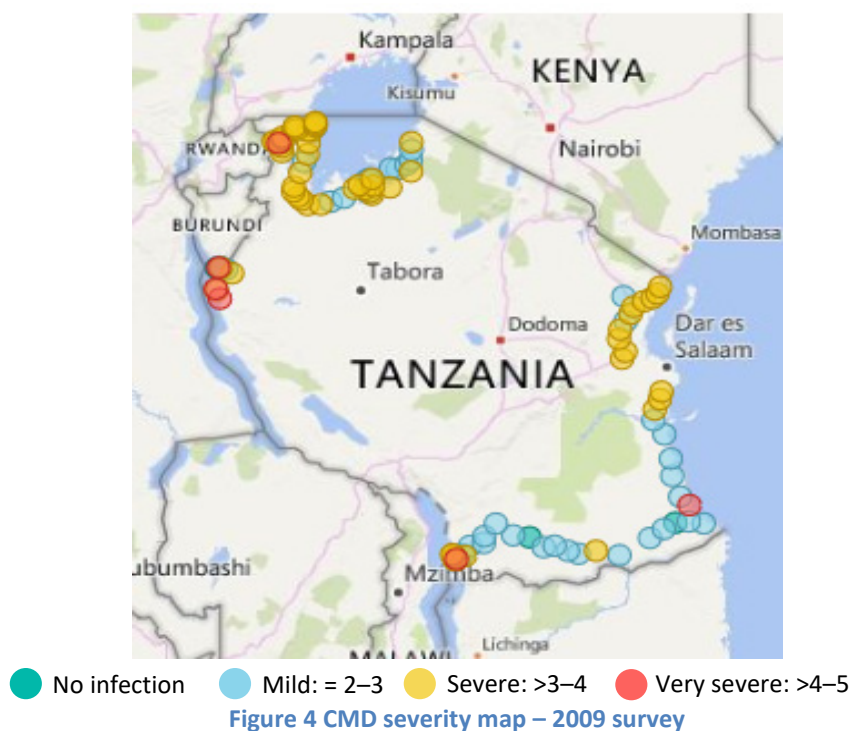 Kampala
KENYA
Kisumu
RWANDA
Nairobi
BURUNDI
Mombasa
Tabora
Dodoma
Dar es
Salaam
TANZANIA
ubumbashi
Mzimba
Lichinga
MALAWI
No infection Mild: = 2–3 Severe: >3–4 Very severe: >4–5
Figure 4 CMD severity map – 2009 survey